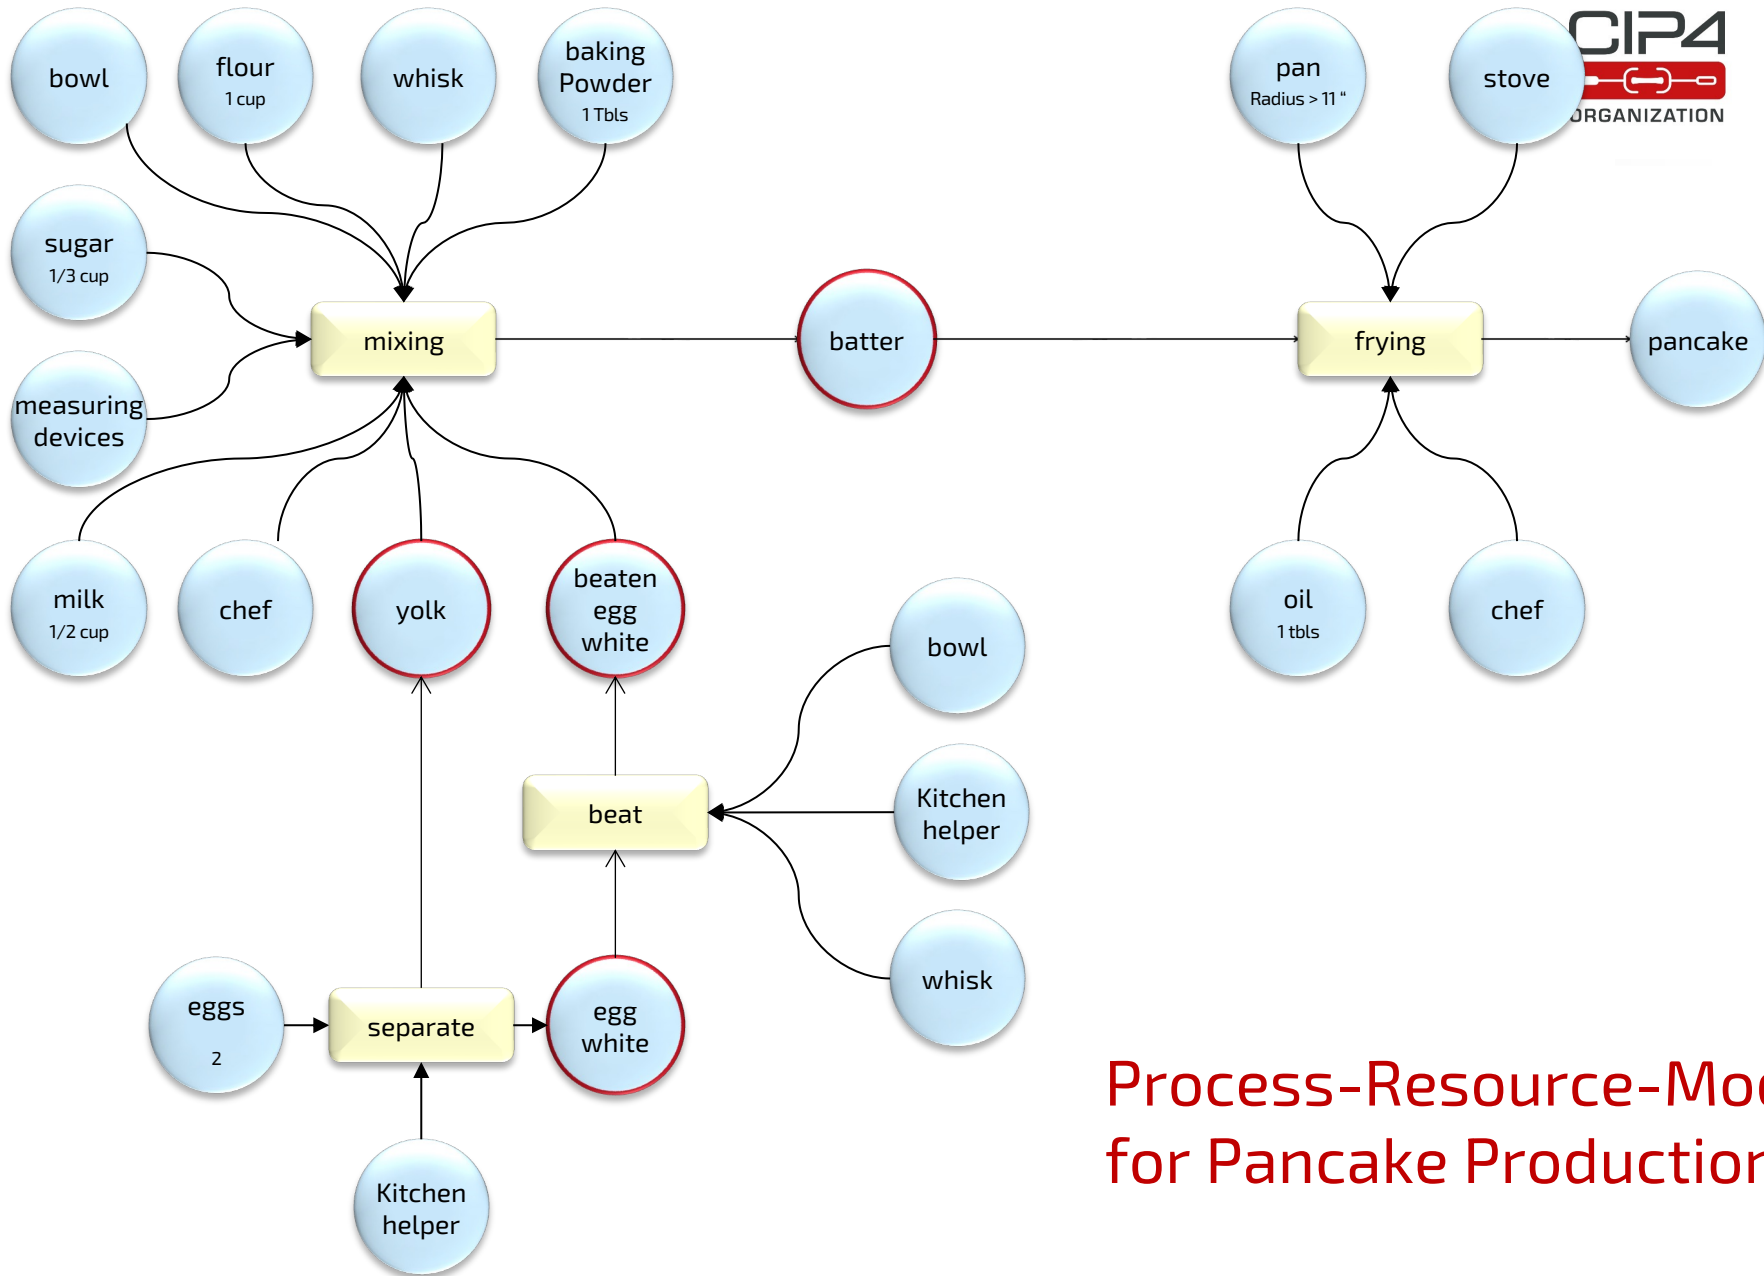 bowl
flour
1 cup
whisk
baking
Powder
1 Tbls
pan
Radius > 11 “
stove
CIP4
ORGANIZATION
sugar
1/3 cup
mixing
batter
frying
pancake
measuring
devices
milk
1/2 cup
chef
yolk
beaten
egg
white
bowl
oil
1 tbls
chef
beat
Kitchen
helper
whisk
eggs
2
separate
egg
white
Kitchen
helper
Process-Resource-Mo
for Pancake Production